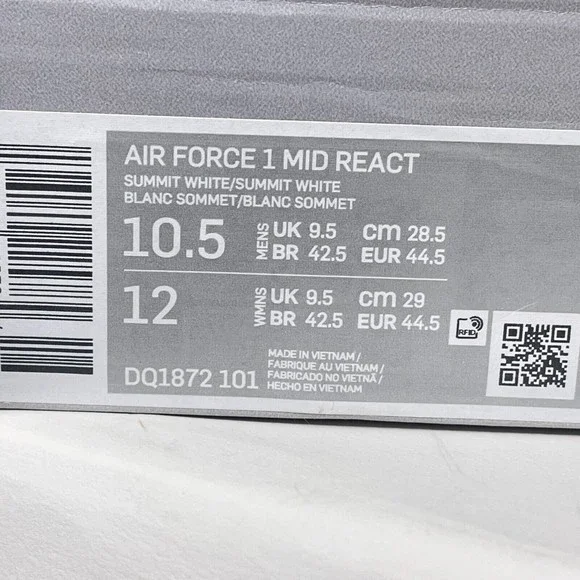 AIR FORCE 1 MID REACT
SUMMIT WHITE/SUMMIT WHITE
BLANC SOMMET/BLANC SOMMET
10.5 MENS UK 9.5 cm 28.5
BR 42.5 EUR 44.5
12 WMNS UK 9.5 cm 29
BR 42.5 EUR 44.5
RFID
DQ1872 101
MADE IN VIETNAM /
FABRIQUE AU VIETNAM /
FABRICADO NO VIETNÃ /
HECHO EN VIETNAM